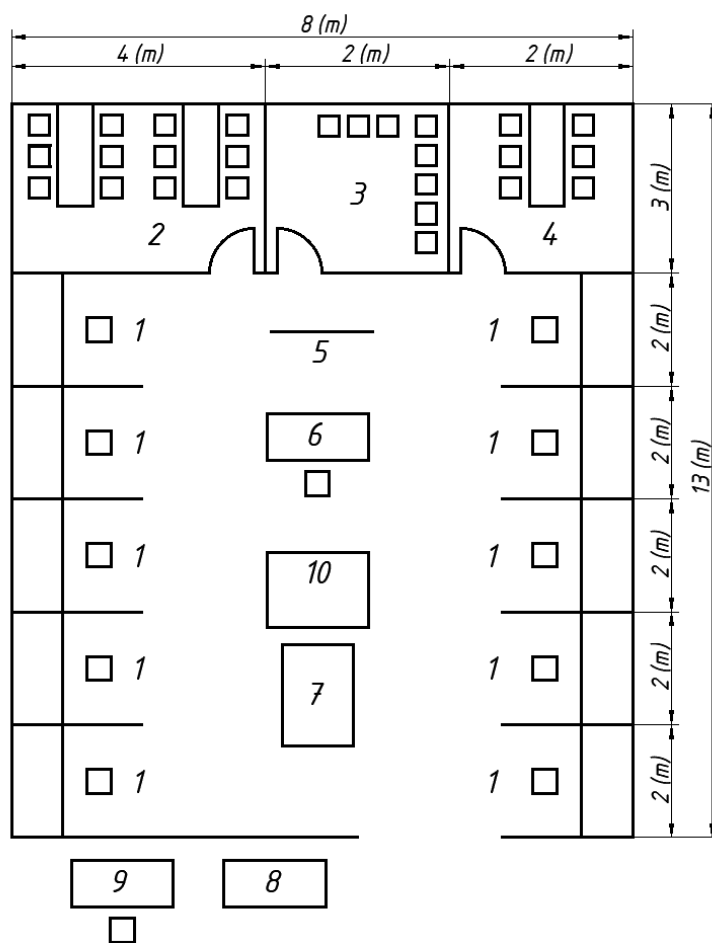 8 (m)
4 (m) 2 (m) 2 (m)
3 (m)
2 3 4
1 1 2 (m)
5
1 6 1 2 (m)
13 (m)
1 10 1 2 (m)
1 7 1 2 (m)
1 1 2 (m)
9 8